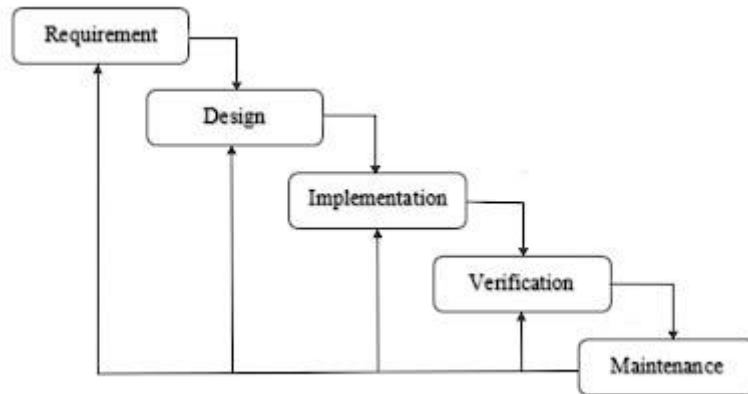 Requirement
Design
Implementation
Verification
Maintenance